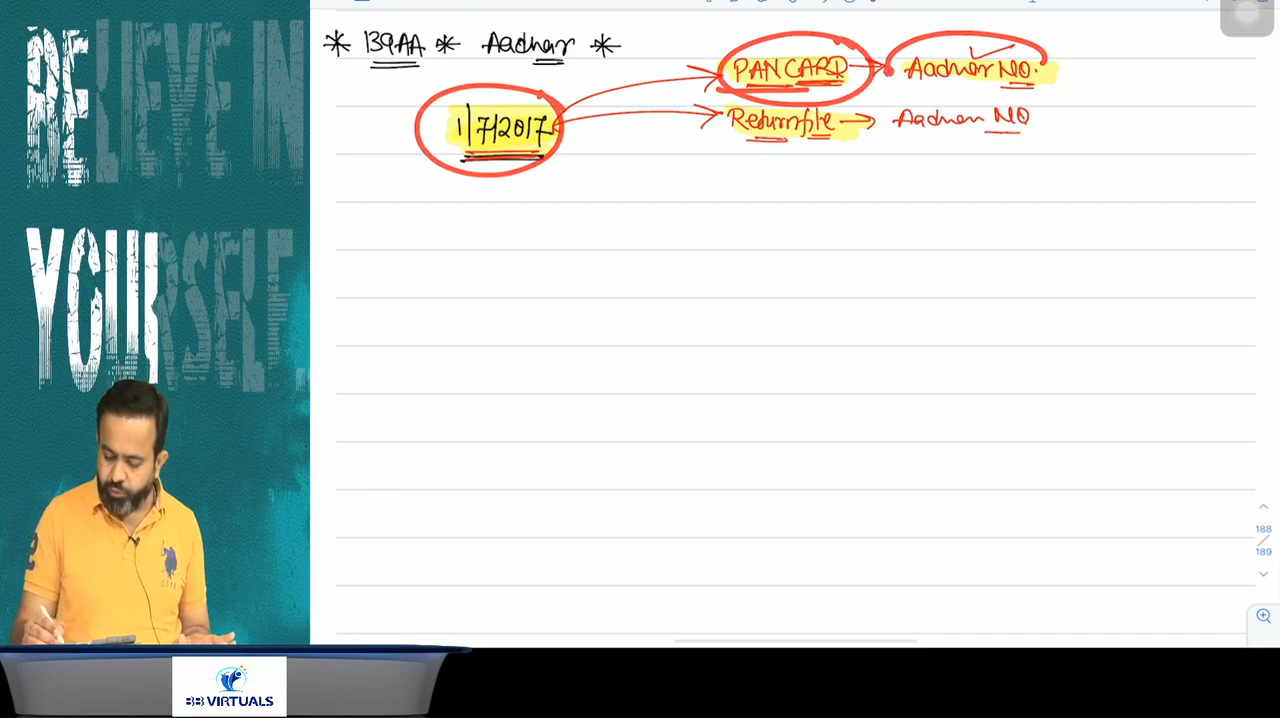 BELIEVE IN
YOURSELF.
* 139AA * Aadhar *
PAN CARD → Aadhar NO.
1/7/2017
Return file → Aadhar NO
188
189
U.S. P.A.
BB VIRTUALS